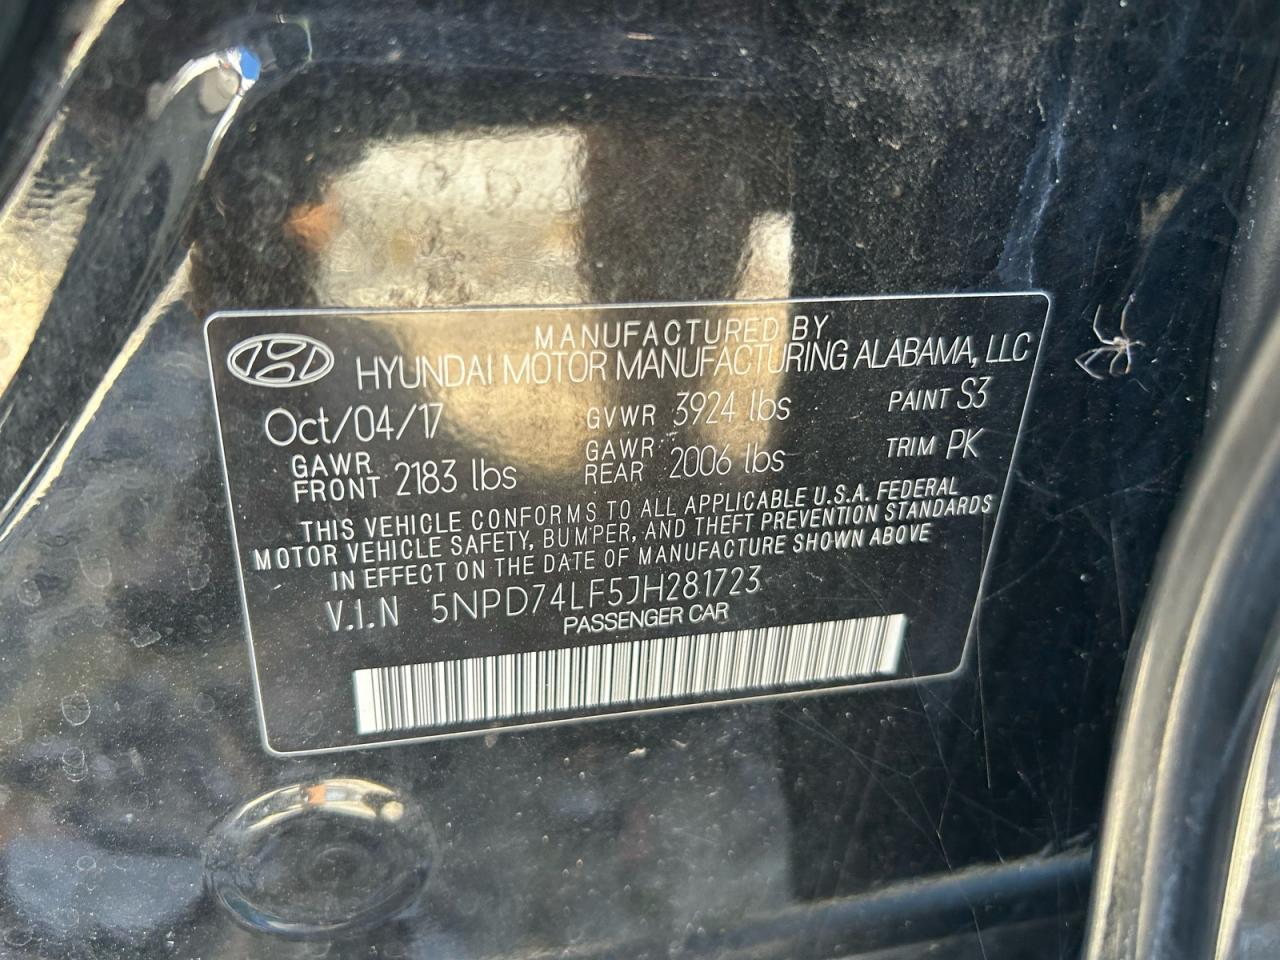 MANUFACTURED BY
HYUNDAI MOTOR MANUFACTURING ALABAMA, LLC
Oct/04/17 GVWR 3924 lbs PAINT S3
GAWR FRONT 2183 lbs GAWR REAR 2006 lbs TRIM PK
THIS VEHICLE CONFORMS TO ALL APPLICABLE U.S.A. FEDERAL
MOTOR VEHICLE SAFETY, BUMPER, AND THEFT PREVENTION STANDARDS
IN EFFECT ON THE DATE OF MANUFACTURE SHOWN ABOVE
V.I.N 5NPD74LF5JH281723
PASSENGER CAR